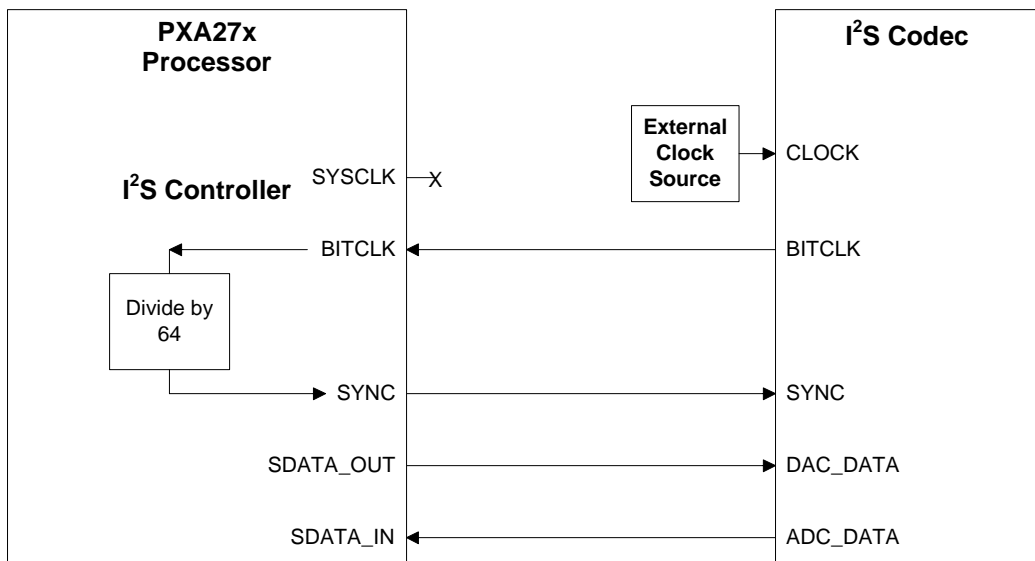 PXA27x
Processor
I²S Codec
External
Clock
Source
CLOCK
SYSCLK
X
I²S Controller
BITCLK
BITCLK
Divide by
64
SYNC
SYNC
SDATA_OUT
DAC_DATA
SDATA_IN
ADC_DATA